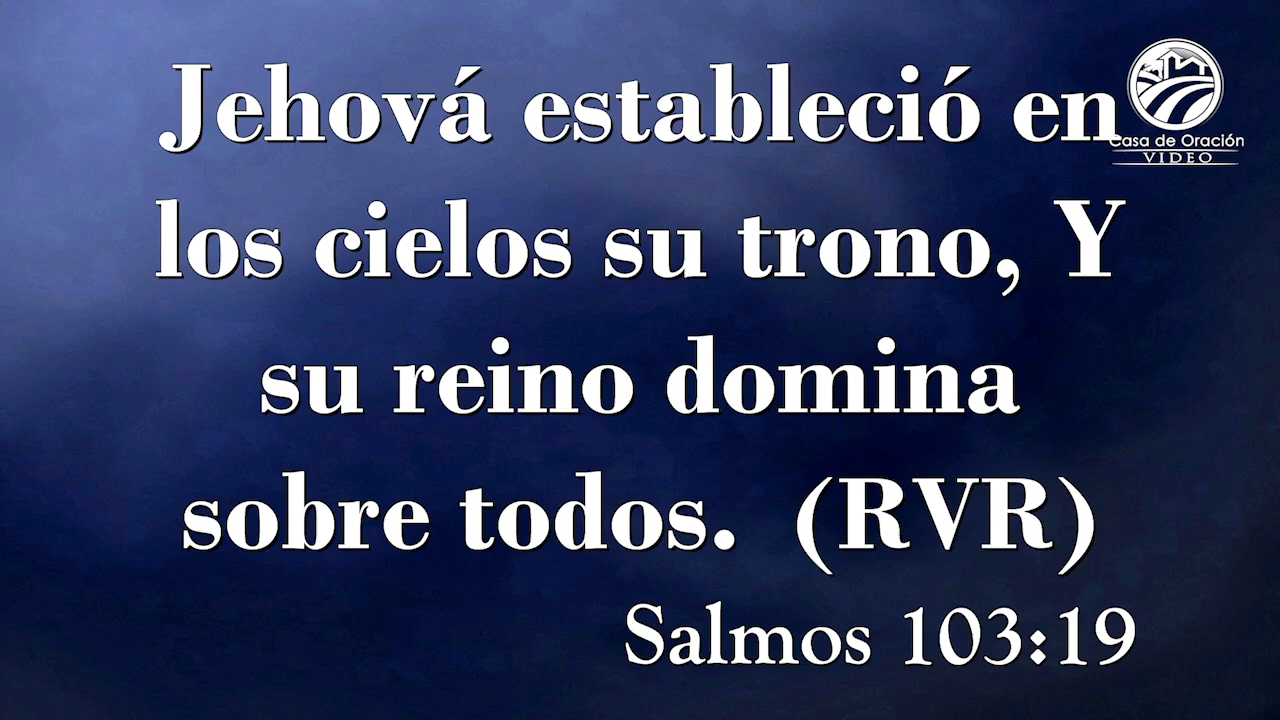 Jehová estableció en
Casa de Oración
VIDEO
los cielos su trono, Y
su reino domina
sobre todos.  (RVR)
Salmos 103:19